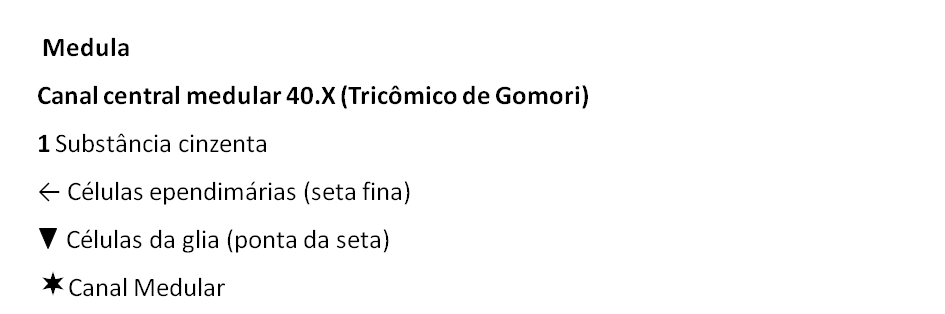 Medula
Canal central medular 40.X (Tricômico de Gomori)
1 Substância cinzenta
← Células ependimárias (seta fina)
▼ Células da glia (ponta da seta)
✶ Canal Medular